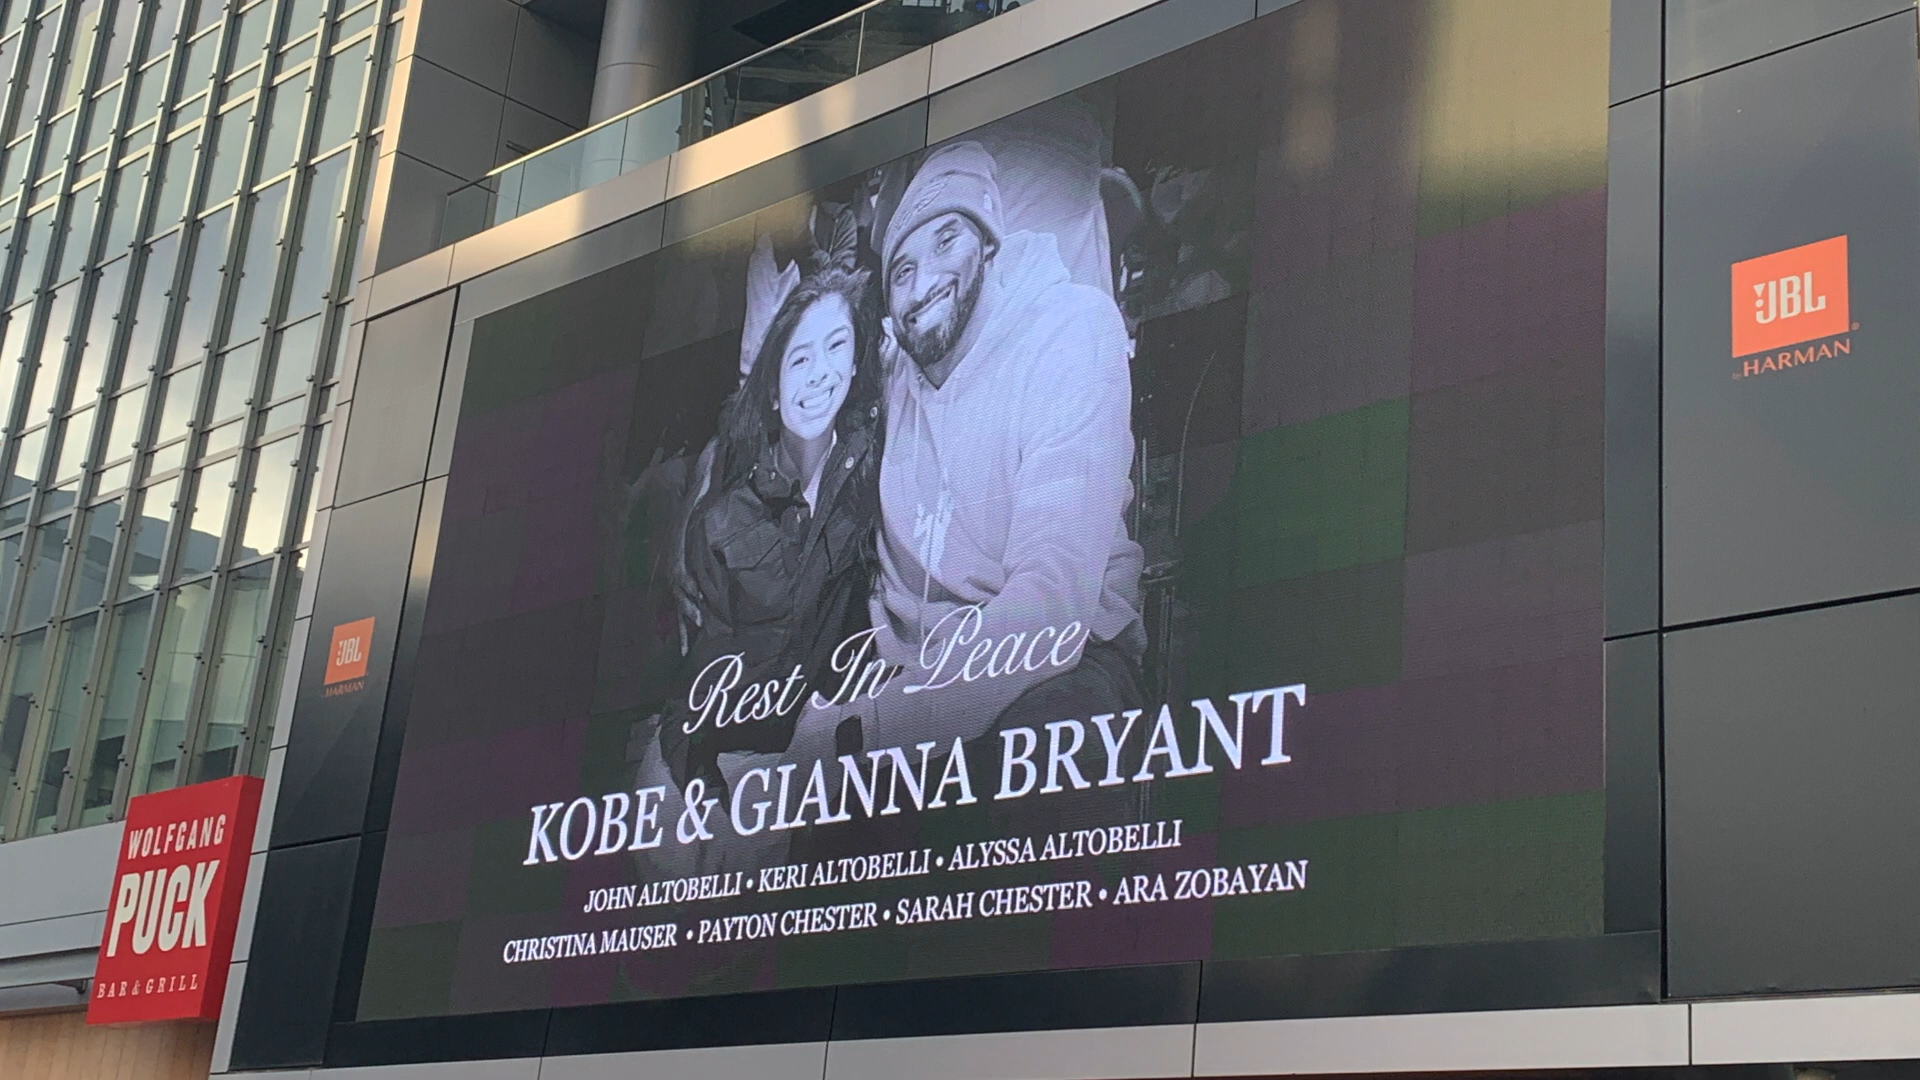 Rest In Peace
KOBE & GIANNA BRYANT
JOHN ALTOBELLI • KERI ALTOBELLI • ALYSSA ALTOBELLI
CHRISTINA MAUSER • PAYTON CHESTER • SARAH CHESTER • ARA ZOBAYAN
JBL
by HARMAN
JBL
HARMAN
WOLFGANG
PUCK
BAR & GRILL